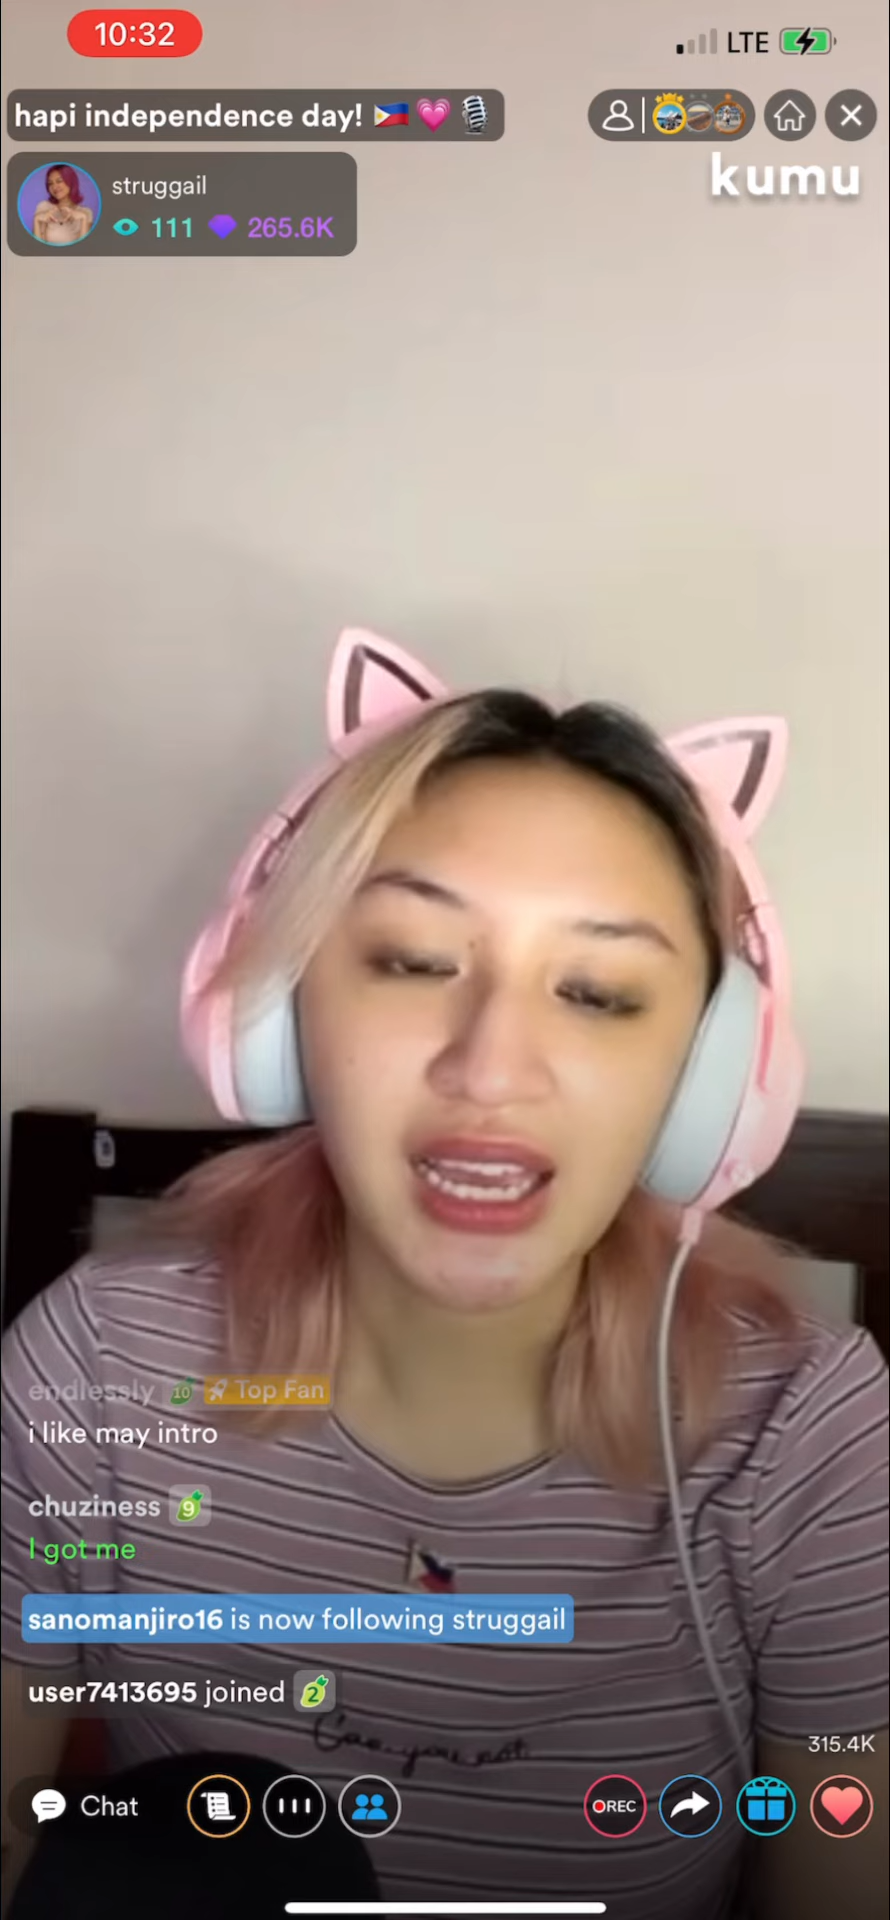 10:32
LTE
hapi independence day! 🇵🇭💗🎙️
kumu
struggail
111 265.6K
endlessly 10 Top Fan
i like may intro
chuziness 9
I got me
sanomanjiro16 is now following struggail
user7413695 joined 2
315.4K
Chat
REC